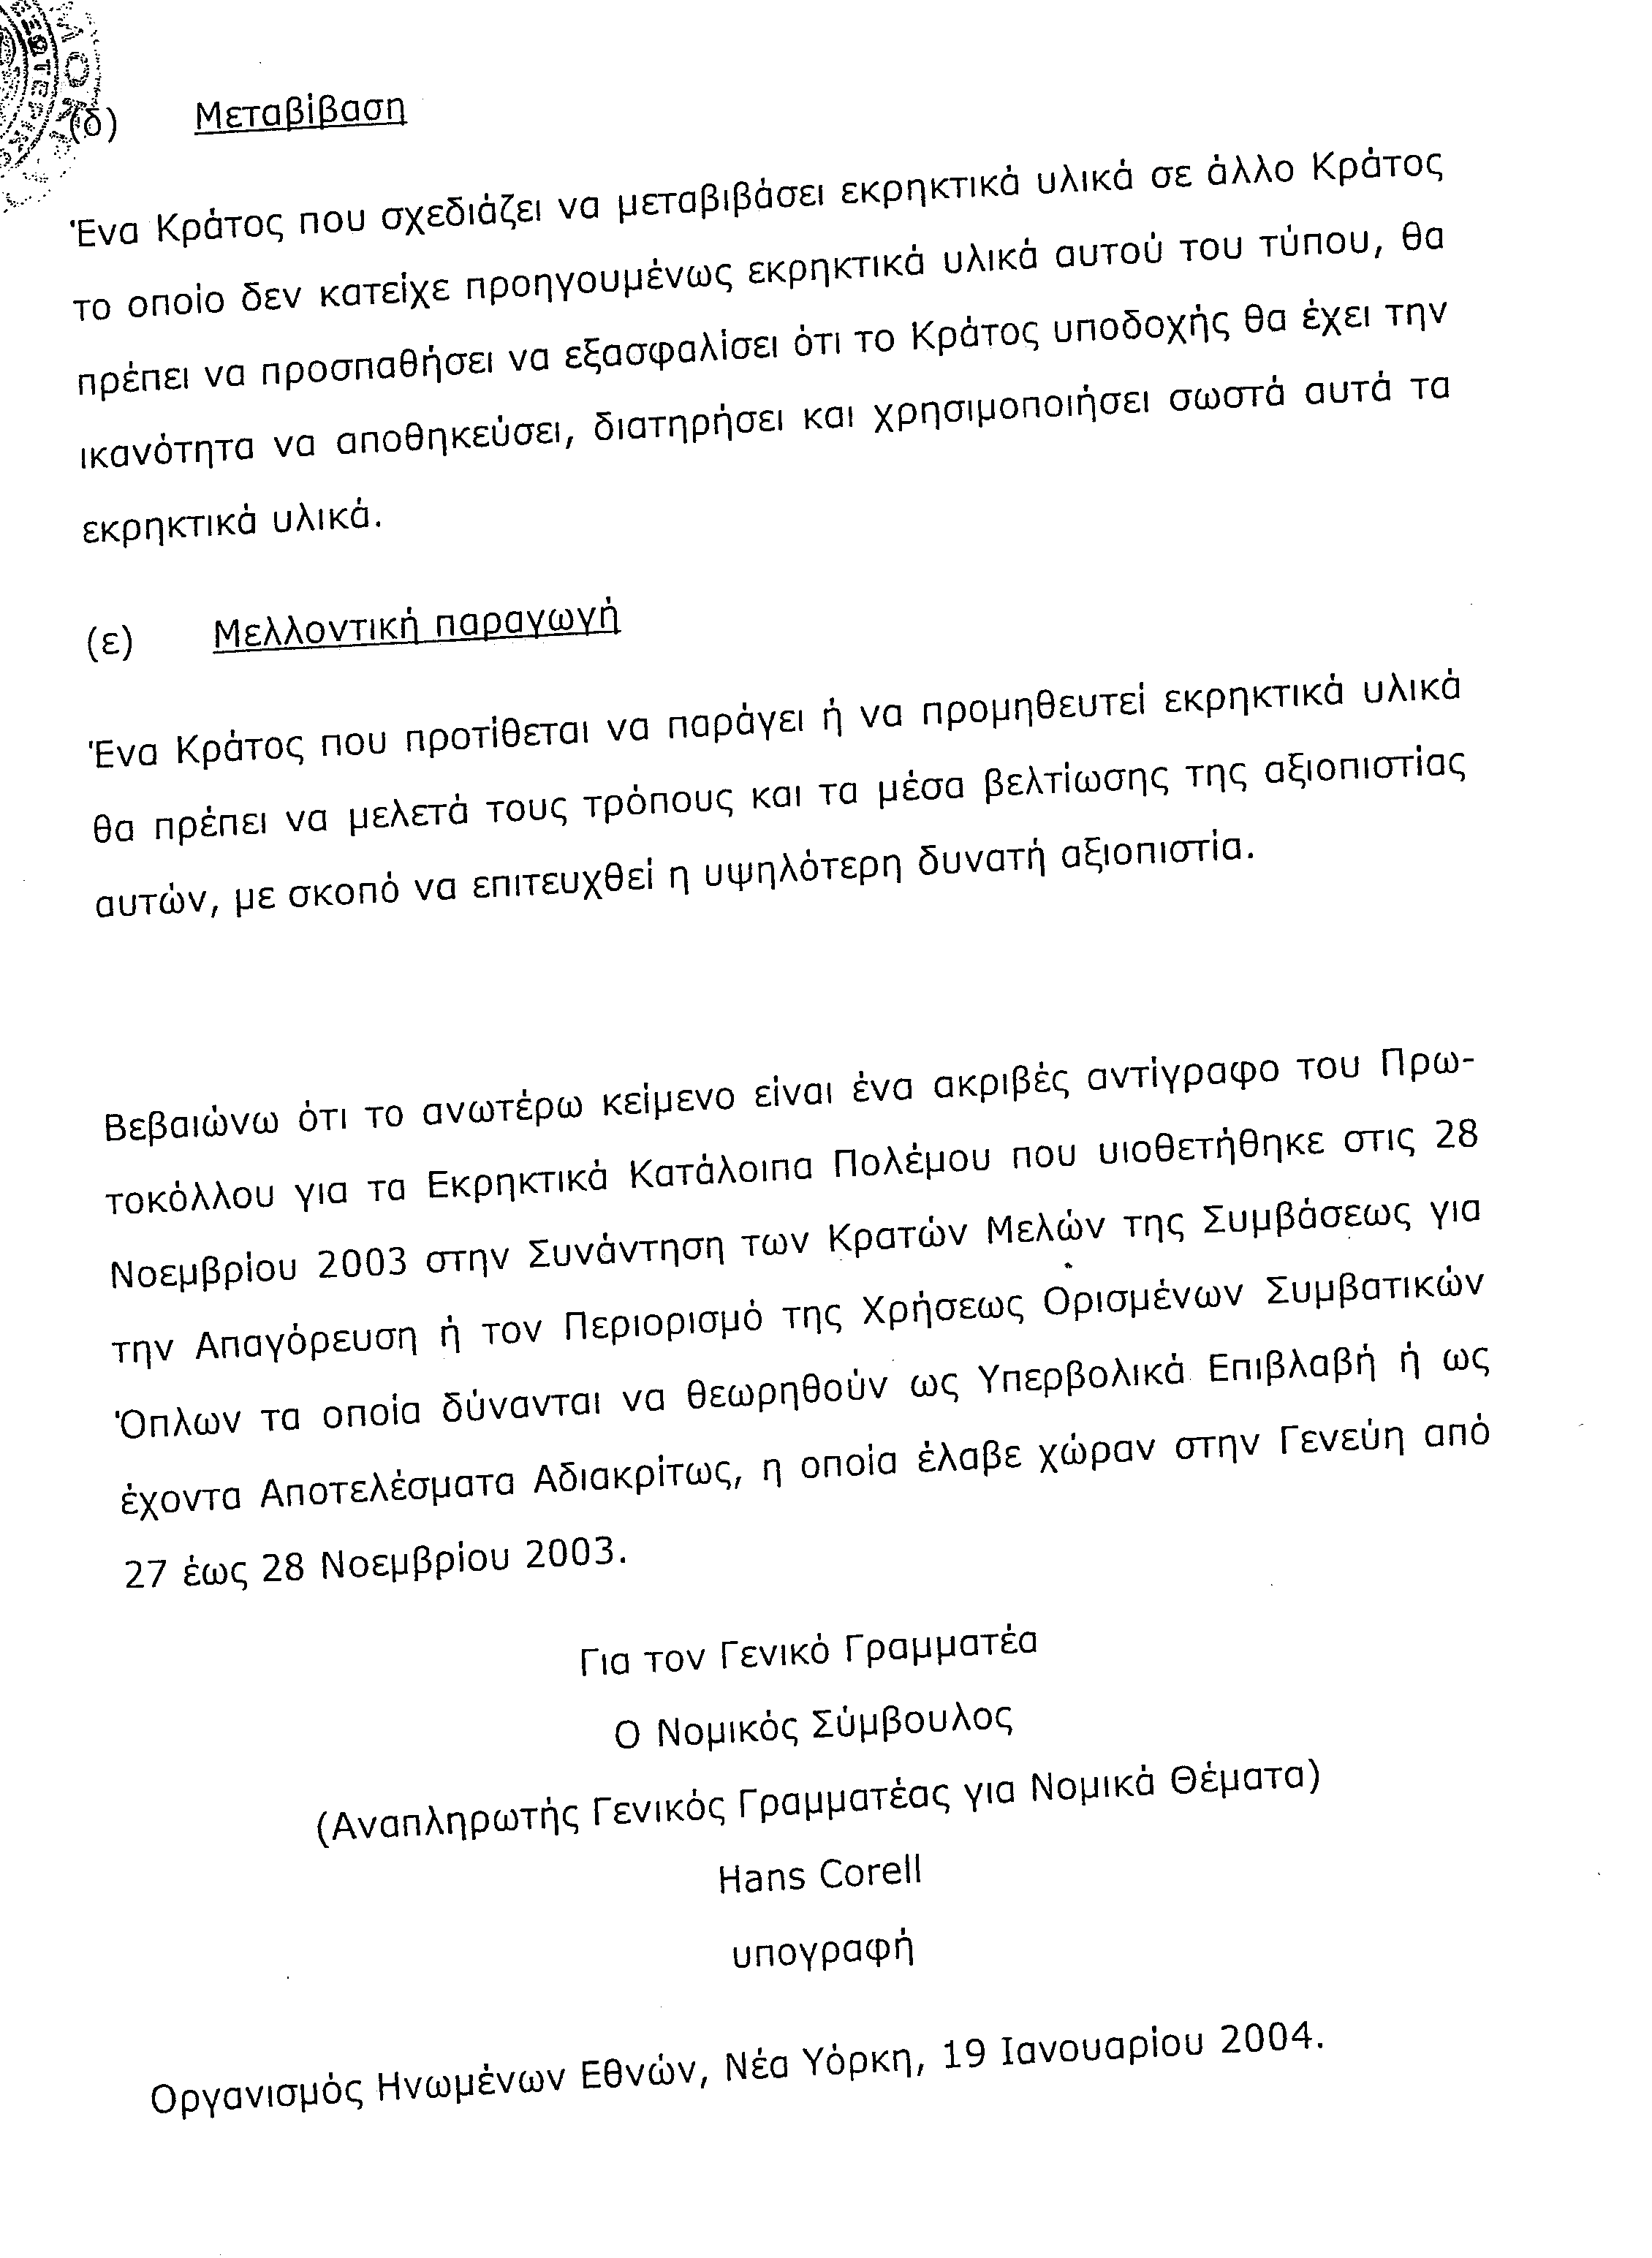 (δ) Μεταβίβαση
Ένα Κράτος που σχεδιάζει να μεταβιβάσει εκρηκτικά υλικά σε άλλο Κράτος
το οποίο δεν κατείχε προηγουμένως εκρηκτικά υλικά αυτού του τύπου, θα
πρέπει να προσπαθήσει να εξασφαλίσει ότι το Κράτος υποδοχής θα έχει την
ικανότητα να αποθηκεύσει, διατηρήσει και χρησιμοποιήσει σωστά αυτά τα
εκρηκτικά υλικά.
(ε) Μελλοντική παραγωγή
Ένα Κράτος που προτίθεται να παράγει ή να προμηθευτεί εκρηκτικά υλικά
θα πρέπει να μελετά τους τρόπους και τα μέσα βελτίωσης της αξιοπιστίας
αυτών, με σκοπό να επιτευχθεί η υψηλότερη δυνατή αξιοπιστία.
Βεβαιώνω ότι το ανωτέρω κείμενο είναι ένα ακριβές αντίγραφο του Πρω-
τοκόλλου για τα Εκρηκτικά Κατάλοιπα Πολέμου που υιοθετήθηκε στις 28
Νοεμβρίου 2003 στην Συνάντηση των Κρατών Μελών της Συμβάσεως για
την Απαγόρευση ή τον Περιορισμό της Χρήσεως Ορισμένων Συμβατικών
Όπλων τα οποία δύνανται να θεωρηθούν ως Υπερβολικά Επιβλαβή ή ως
έχοντα Αποτελέσματα Αδιακρίτως, η οποία έλαβε χώραν στην Γενεύη από
27 έως 28 Νοεμβρίου 2003.
Για τον Γενικό Γραμματέα
Ο Νομικός Σύμβουλος
(Αναπληρωτής Γενικός Γραμματέας για Νομικά Θέματα)
Hans Corell
υπογραφή
Οργανισμός Ηνωμένων Εθνών, Νέα Υόρκη, 19 Ιανουαρίου 2004.